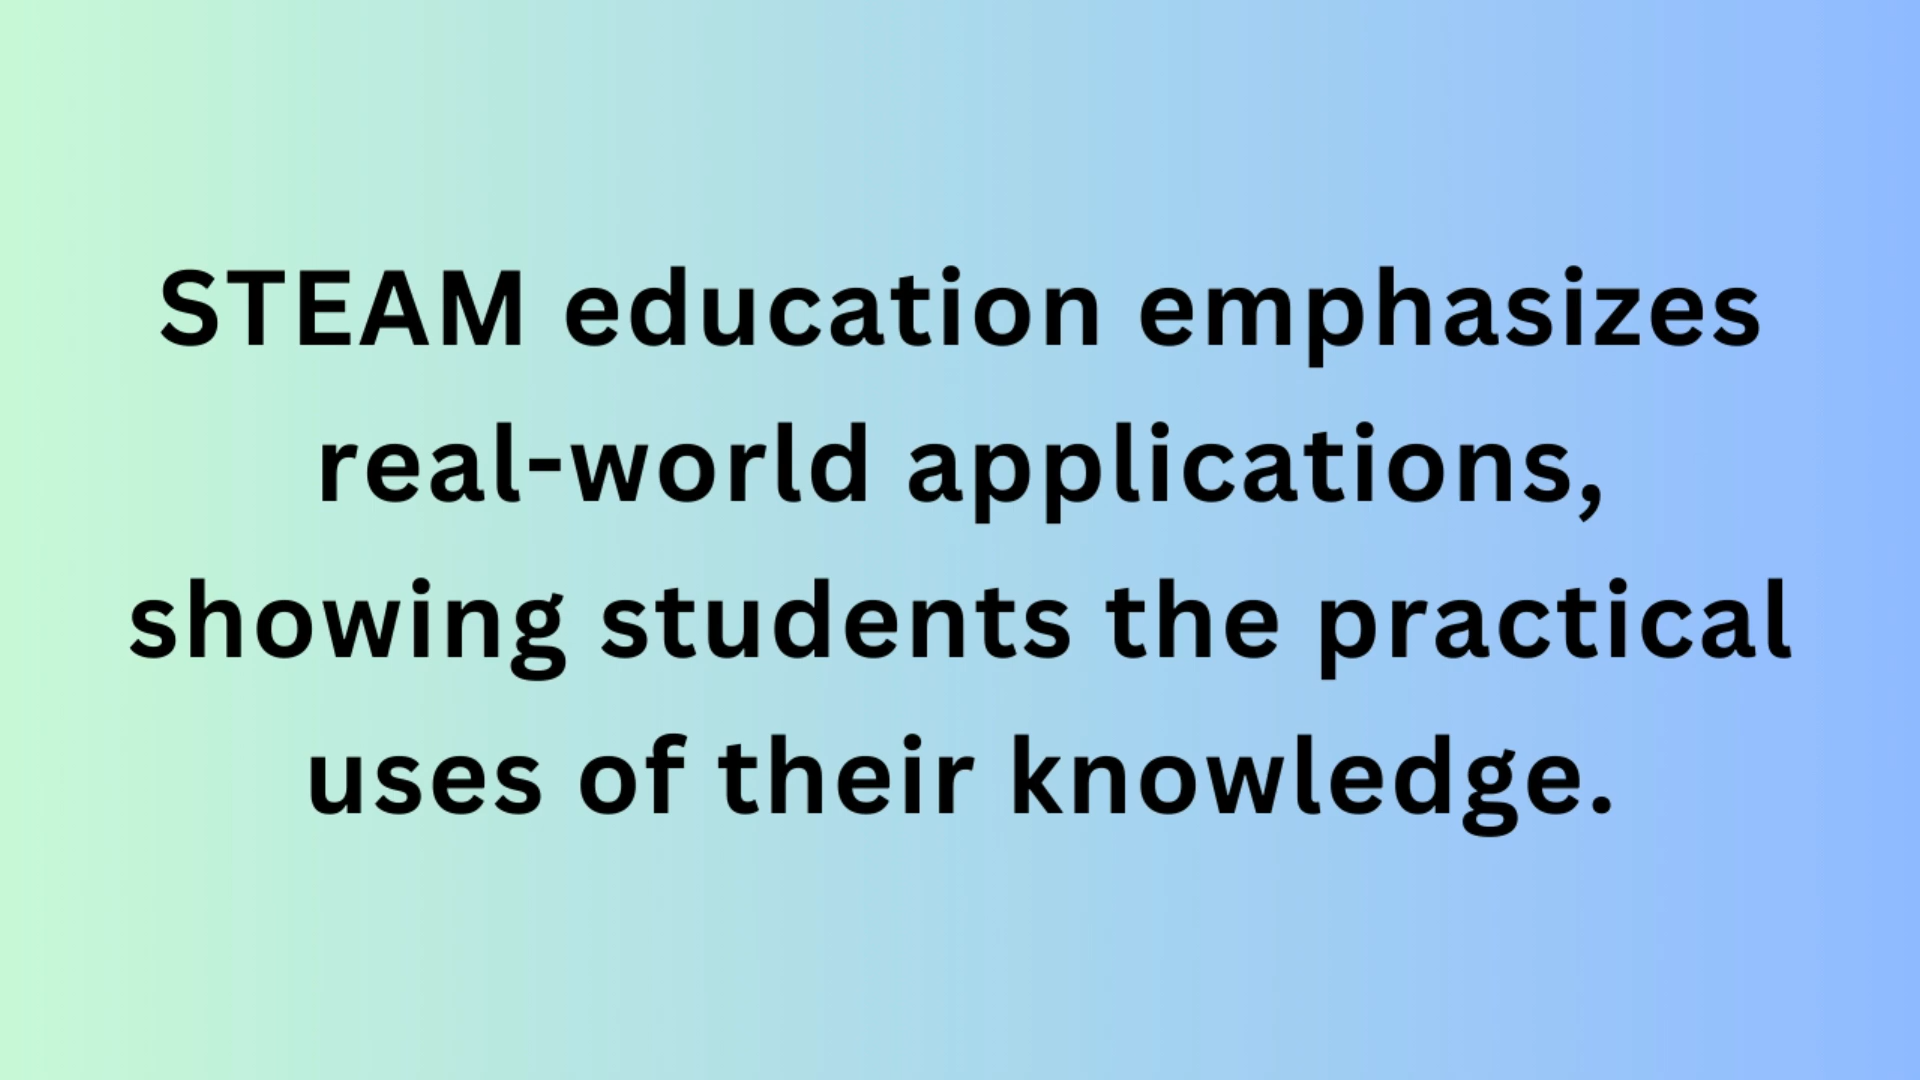 STEAM education emphasizes
real-world applications,
showing students the practical
uses of their knowledge.